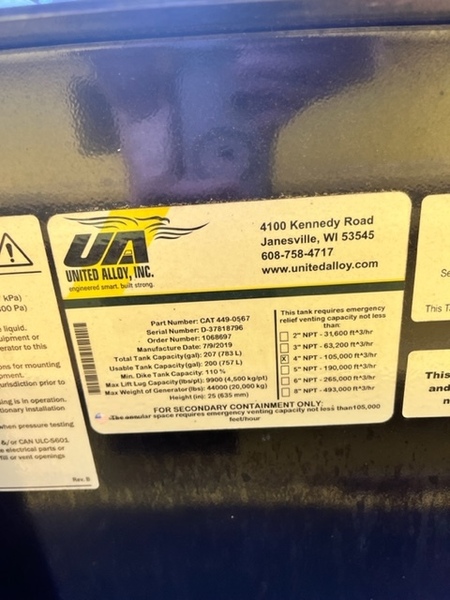 UA
UNITED ALLOY, INC.
engineered smart. built strong.
4100 Kennedy Road
Janesville, WI 53545
608-758-4717
www.unitedalloy.com
Part Number: CAT 449-0567
Serial Number: D-37818796
Order Number: 1068697
Manufacture Date: 7/9/2019
Total Tank Capacity(gal): 207 (783 L)
Usable Tank Capacity(gal): 200 (757 L)
Min. Dike Tank Capacity: 110 %
Max Lift Lug Capacity(lbs/pt): 9900 (4,500 kg/pt)
Max Weight of Generator(lbs): 44000 (20,000 kg)
Height (in): 25 (635 mm)
This tank requires emergency
relief venting capacity not less
than:
2" NPT - 31,600 ft^3/hr
3" NPT - 63,200 ft^3/hr
4" NPT - 105,000 ft^3/hr
5" NPT - 190,000 ft^3/hr
6" NPT - 265,000 ft^3/hr
8" NPT - 493,000 ft^3/hr
FOR SECONDARY CONTAINMENT ONLY:
The annular space requires emergency venting capacity not less than105,000
feet/hour
kPa)
00 Pa)
liquid.
quipment or
erator to this
ons for mounting
pment.
urisdiction prior to
ing is in operation.
tionary installation
when pressure testing
&/or CAN ULC-S601
e electrical parts or
fill or vent openings
Rev. B
Se
This T
This
and
n